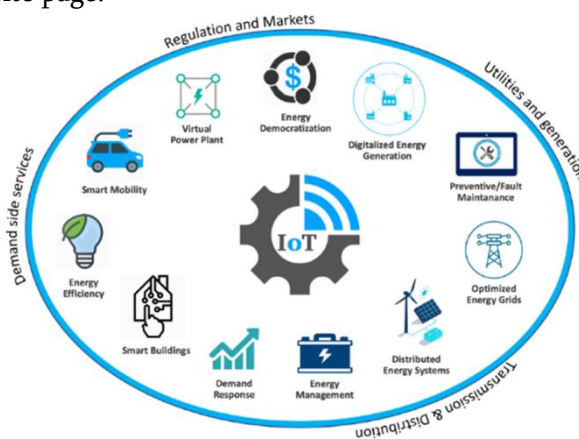 page.
Regulation and Markets
Utilities and generation
Demand side services
Transmission & Distribution
Virtual
Power Plant
Energy
Democratization
Digitalized Energy
Generation
Smart Mobility
Preventive/Fault
Maintanance
IoT
Energy
Efficiency
Optimized
Energy Grids
Smart Buildings
Demand
Response
Energy
Management
Distributed
Energy Systems